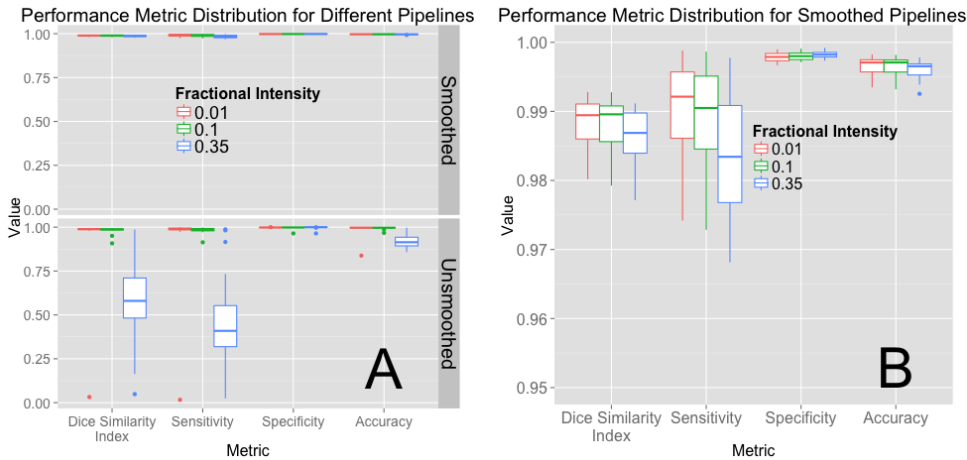 Performance Metric Distribution for Different Pipelines
1.00
0.75
0.50
0.25
0.00
Smoothed
Fractional Intensity
0.01
0.1
0.35
Value
1.00
0.75
0.50
0.25
0.00
Unsmoothed
A
Dice Similarity
Index
Sensitivity
Specificity
Accuracy
Metric
Performance Metric Distribution for Smoothed Pipelines
1.00
0.99
0.98
0.97
0.96
0.95
Value
Fractional Intensity
0.01
0.1
0.35
B
Dice Similarity
Index
Sensitivity
Specificity
Accuracy
Metric